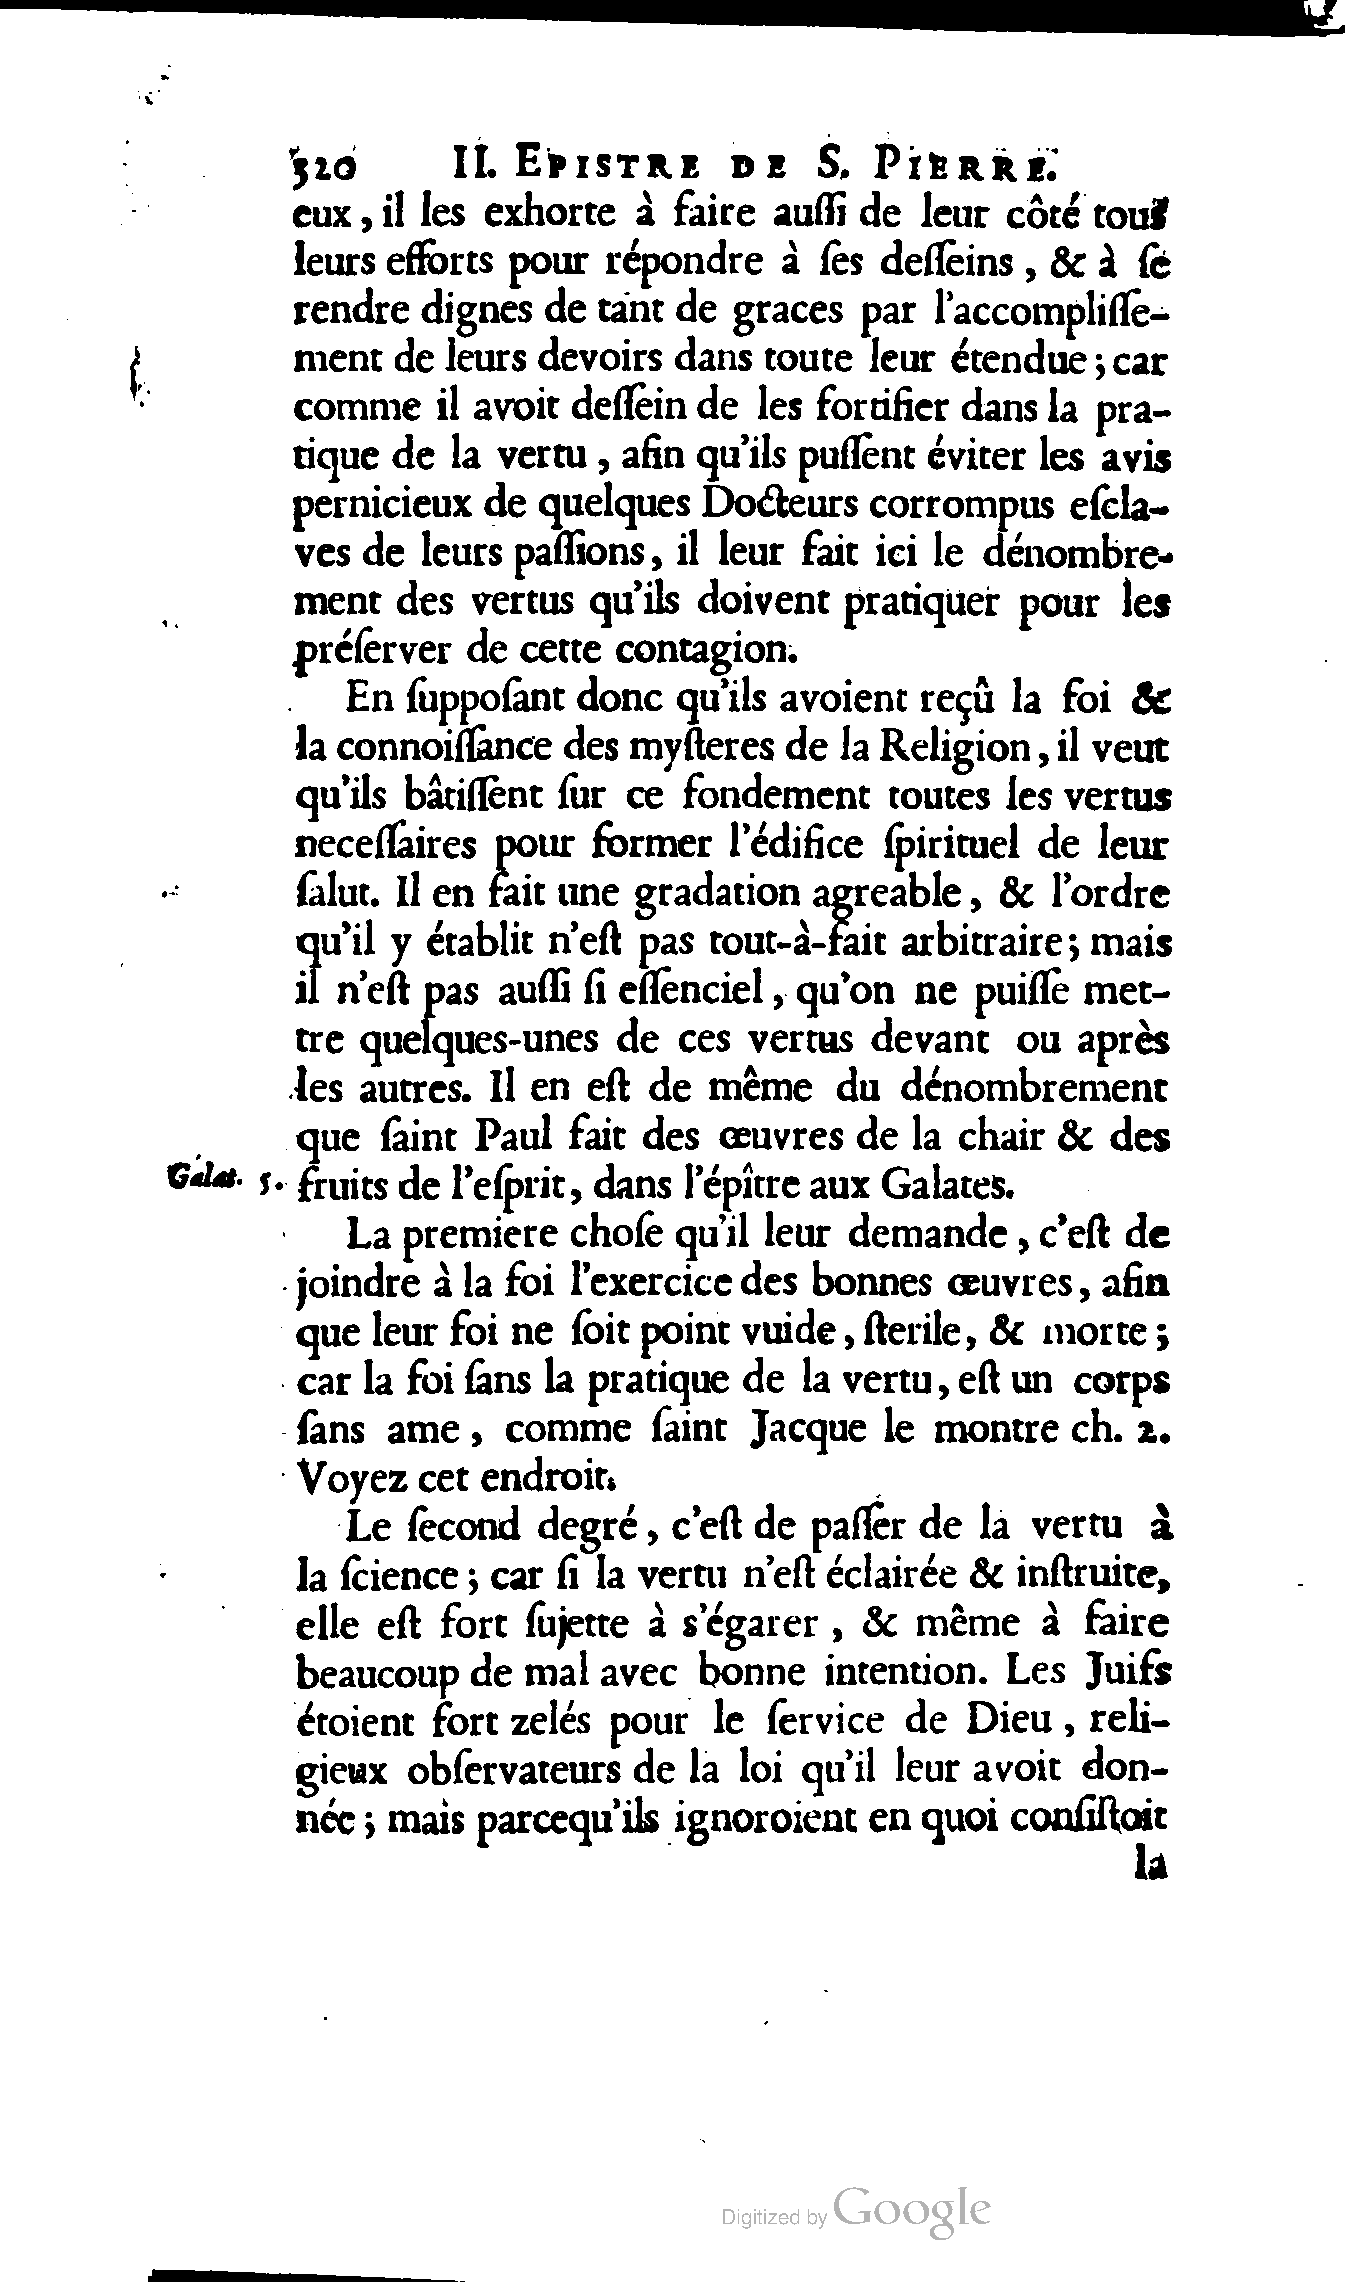 320 II. EPISTRE DE S. PIERRE.
eux, il les exhorte à faire auſſi de leur côté tous
leurs efforts pour répondre à ſes deſſeins, & à ſe
rendre dignes de tant de graces par l'accompliſſe-
ment de leurs devoirs dans toute leur étendue; car
comme il avoit deſſein de les fortifier dans la pra-
tique de la vertu, afin qu'ils puſſent éviter les avis
pernicieux de quelques Docteurs corrompus eſcla-
ves de leurs paſſions, il leur fait ici le dénombre-
ment des vertus qu'ils doivent pratiquer pour les
préſerver de cette contagion.
En ſuppoſant donc qu'ils avoient reçû la foi &
la connoiſſance des myſteres de la Religion, il veut
qu'ils bâtiſſent ſur ce fondement toutes les vertus
neceſſaires pour former l'édifice ſpirituel de leur
ſalut. Il en fait une gradation agreable, & l'ordre
qu'il y établit n'eſt pas tout-à-fait arbitraire; mais
il n'eſt pas auſſi ſi eſſenciel, qu'on ne puiſſe met-
tre quelques-unes de ces vertus devant ou après
les autres. Il en eſt de même du dénombrement
que ſaint Paul fait des œuvres de la chair & des
Galat. 5. fruits de l'eſprit, dans l'épître aux Galates.
La premiere choſe qu'il leur demande, c'eſt de
joindre à la foi l'exercice des bonnes œuvres, afin
que leur foi ne ſoit point vuide, ſterile, & morte;
car la foi ſans la pratique de la vertu, eſt un corps
ſans ame, comme ſaint Jacque le montre ch. 2.
Voyez cet endroit.
Le ſecond degré, c'eſt de paſſer de la vertu à
la ſcience; car ſi la vertu n'eſt éclairée & inſtruite,
elle eſt fort ſujette à s'égarer, & même à faire
beaucoup de mal avec bonne intention. Les Juifs
étoient fort zelés pour le ſervice de Dieu, reli-
gieux obſervateurs de la loi qu'il leur avoit don-
née; mais parcequ'ils ignoroient en quoi conſiſtoit
la
Digitized by Google